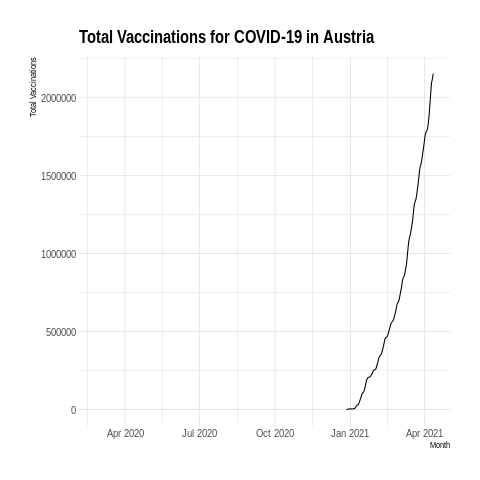 Total Vaccinations for COVID-19 in Austria
Total Vaccinations
2000000
1500000
1000000
500000
0
Apr 2020 Jul 2020 Oct 2020 Jan 2021 Apr 2021
Month